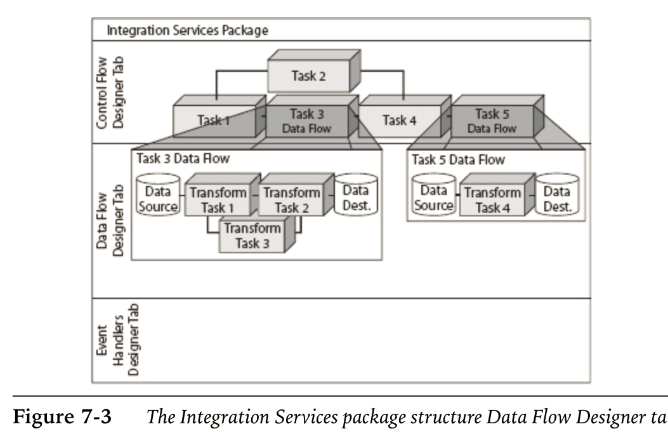 Integration Services Package
Control Flow
Designer Tab
Task 2
Task 1
Task 3
Data Flow
Task 4
Task 5
Data Flow
Data Flow
Designer Tab
Task 3 Data Flow
Data
Source
Transform
Task 1
Transform
Task 2
Data
Dest.
Transform
Task 3
Task 5 Data Flow
Data
Source
Transform
Task 4
Data
Dest.
Event
Handlers
Designer Tab
Figure 7-3 The Integration Services package structure Data Flow Designer ta